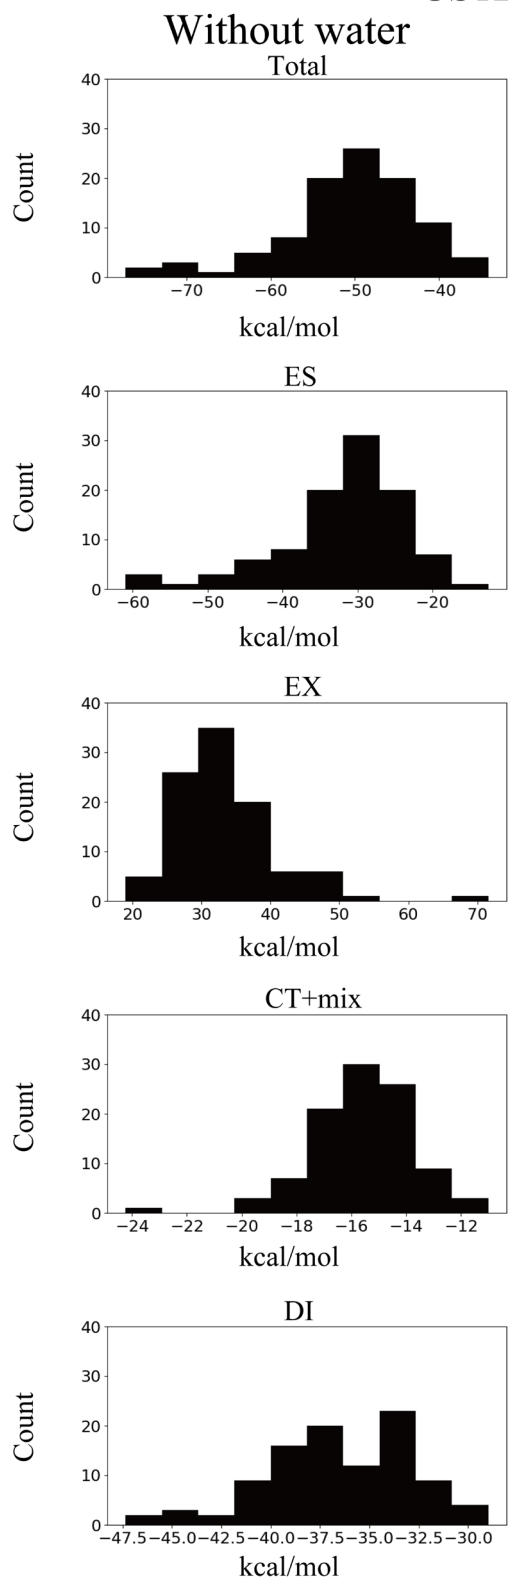 Without water
Total
40
30
20
10
0
Count
−70 −60 −50 −40
kcal/mol
ES
40
30
20
10
0
Count
−60 −50 −40 −30 −20
kcal/mol
EX
40
30
20
10
0
Count
20 30 40 50 60 70
kcal/mol
CT+mix
40
30
20
10
0
Count
−24 −22 −20 −18 −16 −14 −12
kcal/mol
DI
40
30
20
10
0
Count
−47.5 −45.0 −42.5 −40.0 −37.5 −35.0 −32.5 −30.0
kcal/mol